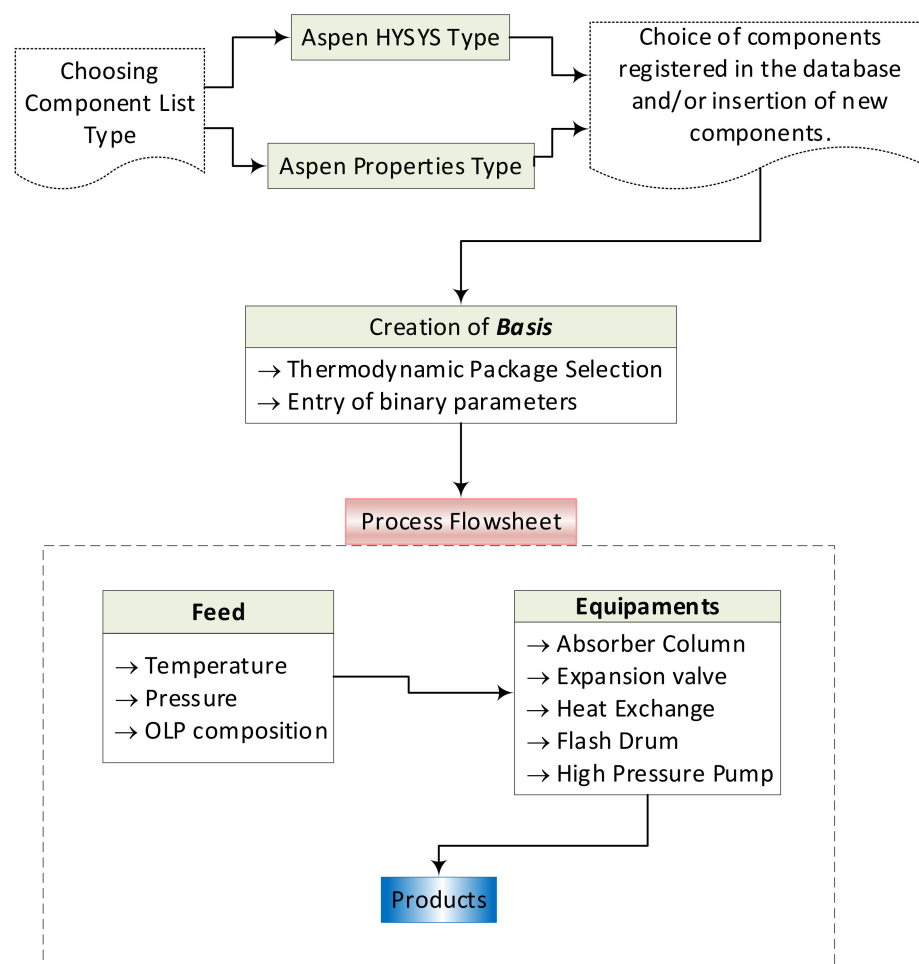 Choosing
Component List
Type
Aspen HYSYS Type
Aspen Properties Type
Choice of components
registered in the database
and/or insertion of new
components.
Creation of Basis
→ Thermodynamic Package Selection
→ Entry of binary parameters
Process Flowsheet
Feed
→ Temperature
→ Pressure
→ OLP composition
Equipaments
→ Absorber Column
→ Expansion valve
→ Heat Exchange
→ Flash Drum
→ High Pressure Pump
Products